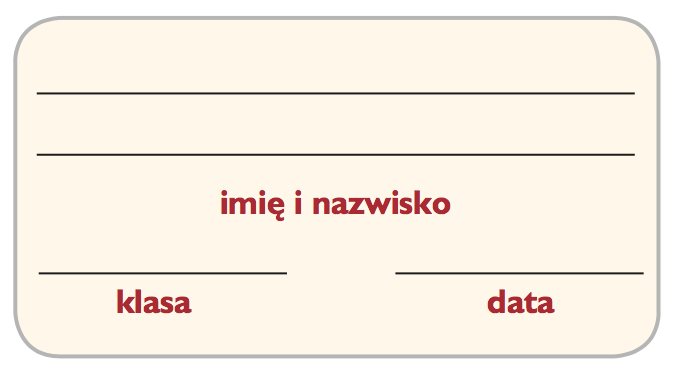 imię i nazwisko
klasa data